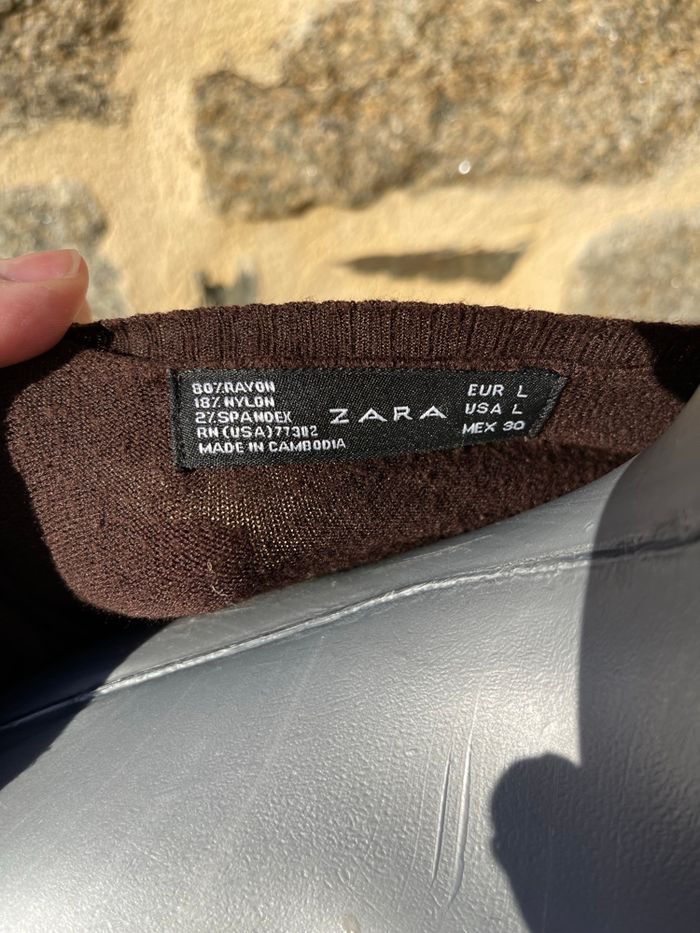 80%RAYON
18%NYLON
2%SPANDEX
RN(USA)77302
MADE IN CAMBODIA
ZARA
EUR L
USA L
MEX 30